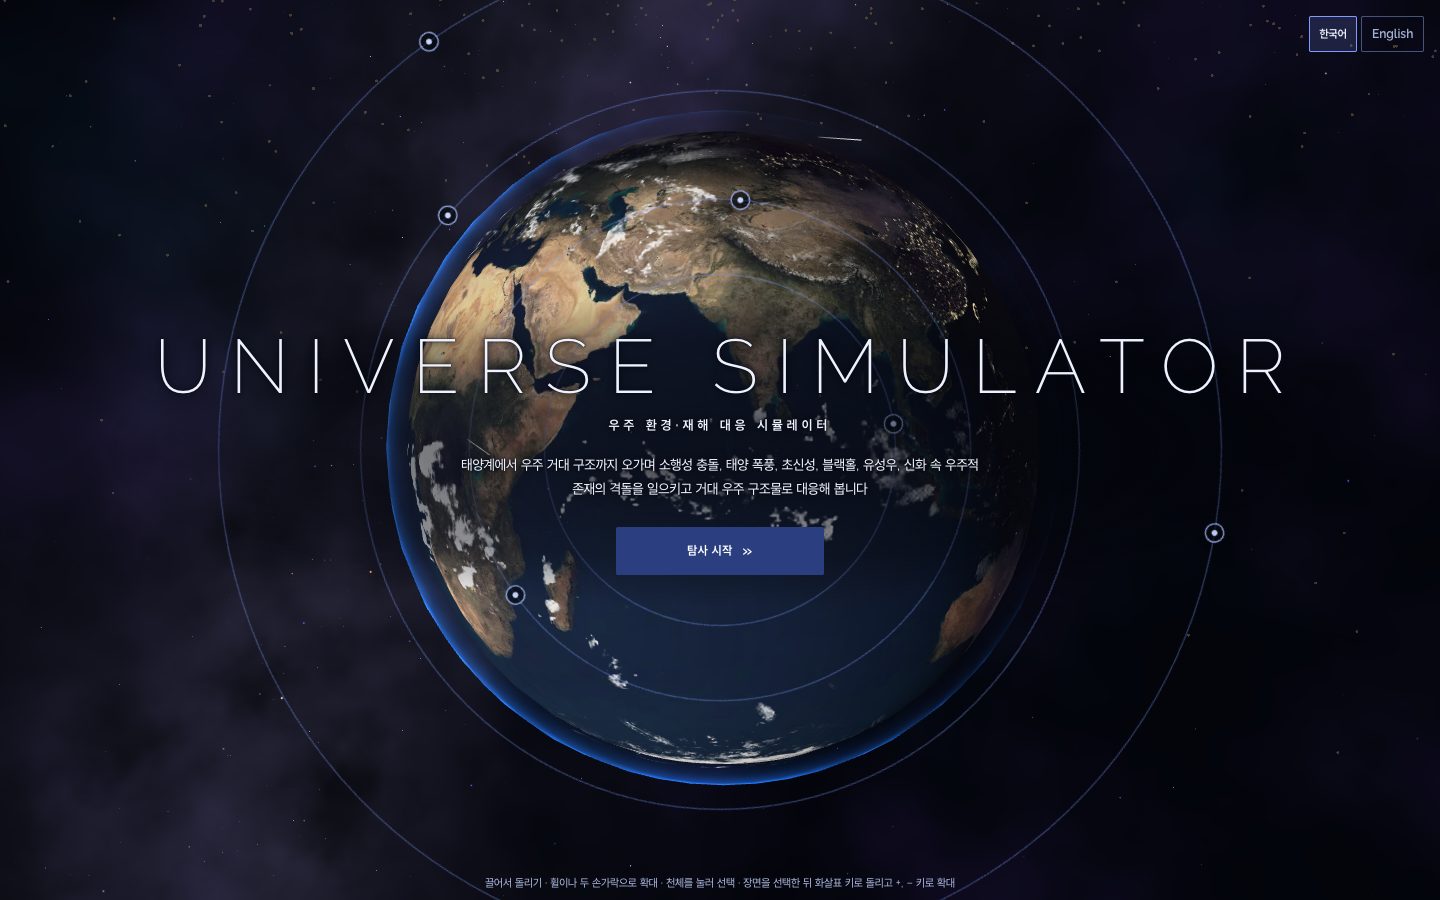 한국어 English
UNIVERSE SIMULATOR
우주 환경·재해 대응 시뮬레이터
태양계에서 우주 거대 구조까지 오가며 소행성 충돌, 태양 폭풍, 초신성, 블랙홀, 유성우, 신화 속 우주적
존재의 격돌을 일으키고 거대 우주 구조물로 대응해 봅니다
탐사 시작 »
끌어서 돌리기 · 휠이나 두 손가락으로 확대 · 천체를 눌러 선택 · 장면을 선택한 뒤 화살표 키로 돌리고 +, − 키로 확대